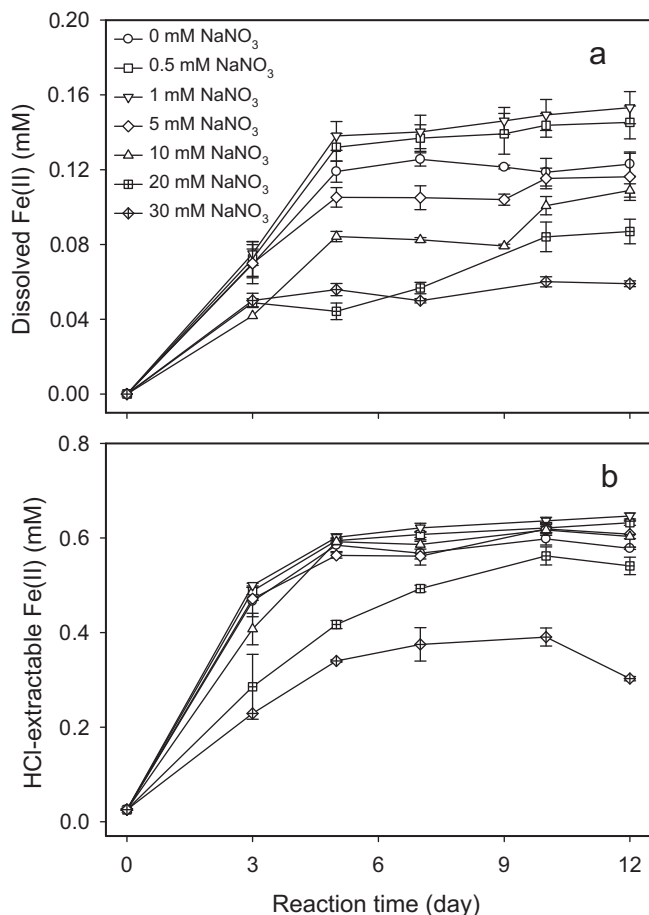 a
0 mM NaNO₃
0.5 mM NaNO₃
1 mM NaNO₃
5 mM NaNO₃
10 mM NaNO₃
20 mM NaNO₃
30 mM NaNO₃
Dissolved Fe(II) (mM)
0.20
0.16
0.12
0.08
0.04
0.00
b
HCl-extractable Fe(II) (mM)
0.8
0.6
0.4
0.2
0.0
0 3 6 9 12
Reaction time (day)